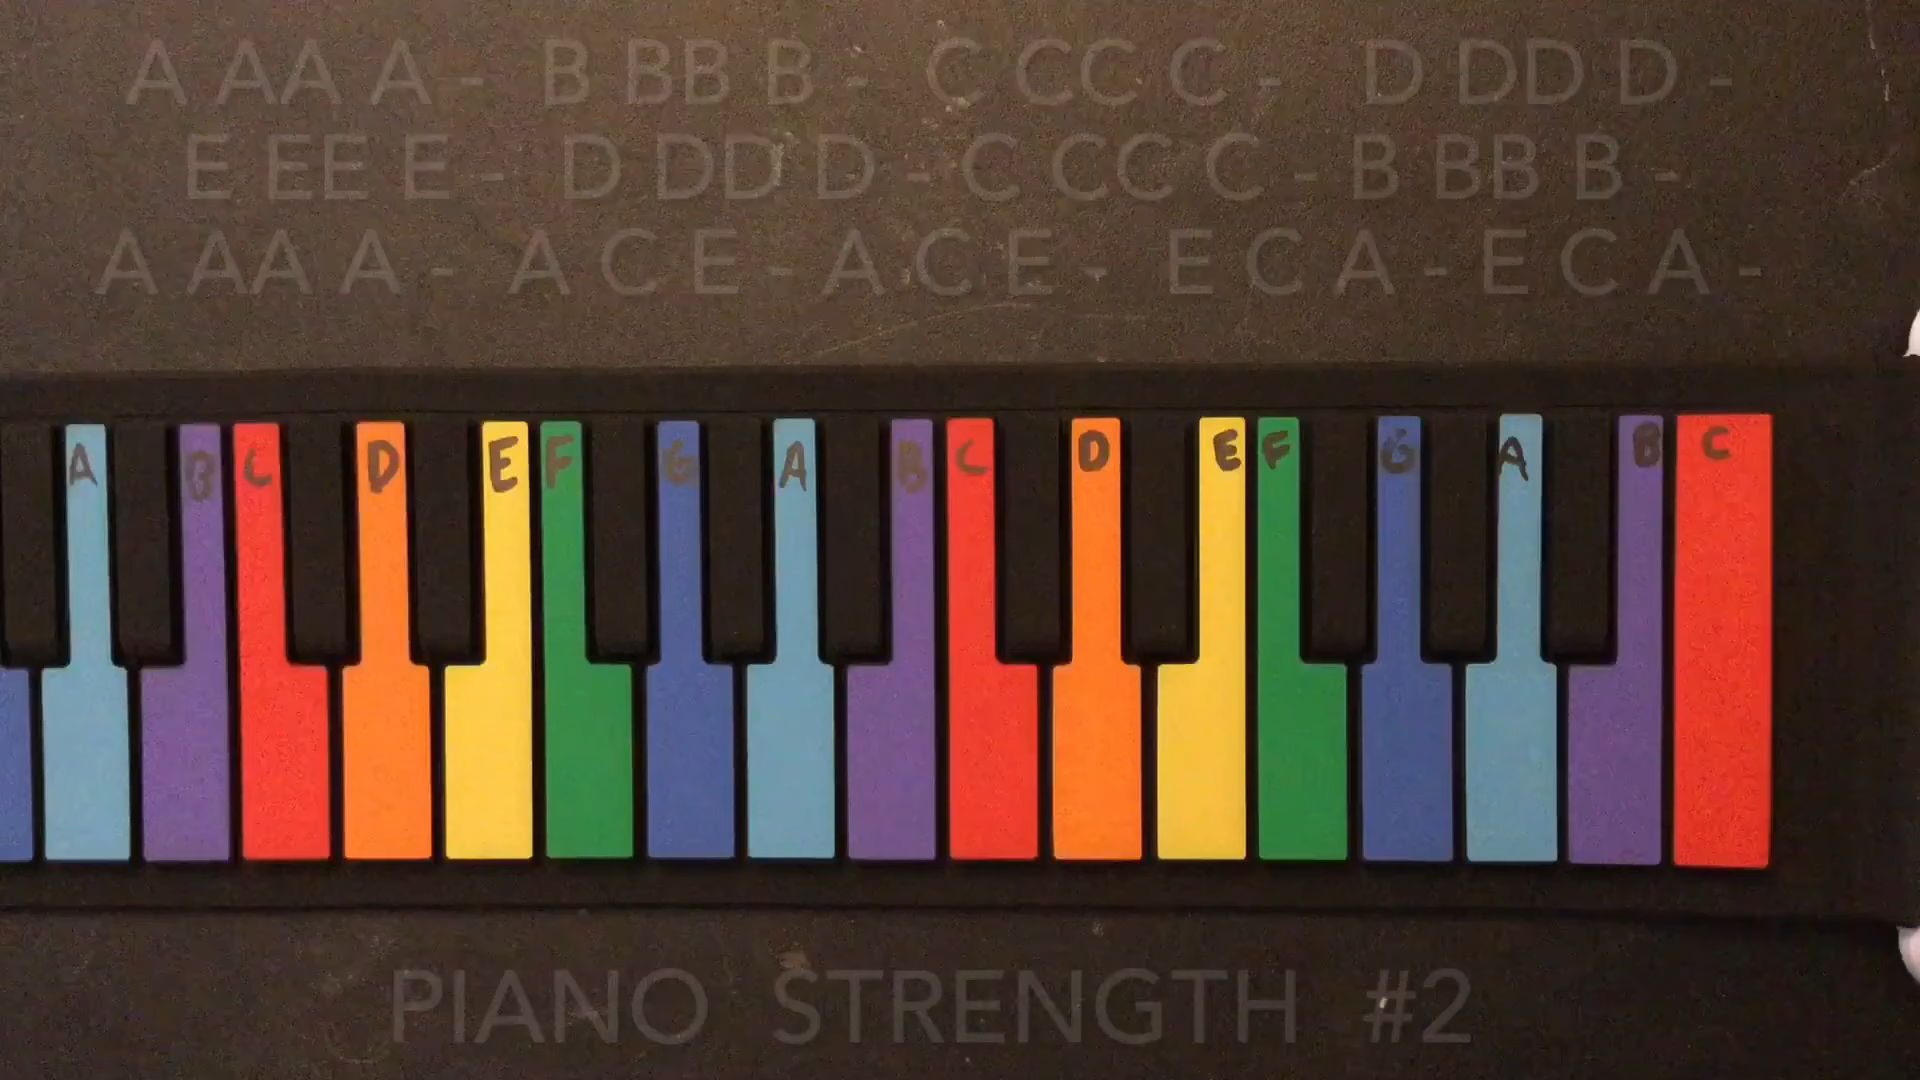 A AA A - B BB B - C CC C - D DD D -
E EE E - D DD D - C CC C - B BB B -
A AA A - A C E - A C E - E C A - E C A -
A B C D E F G A B C D E F G A B C
PIANO STRENGTH #2